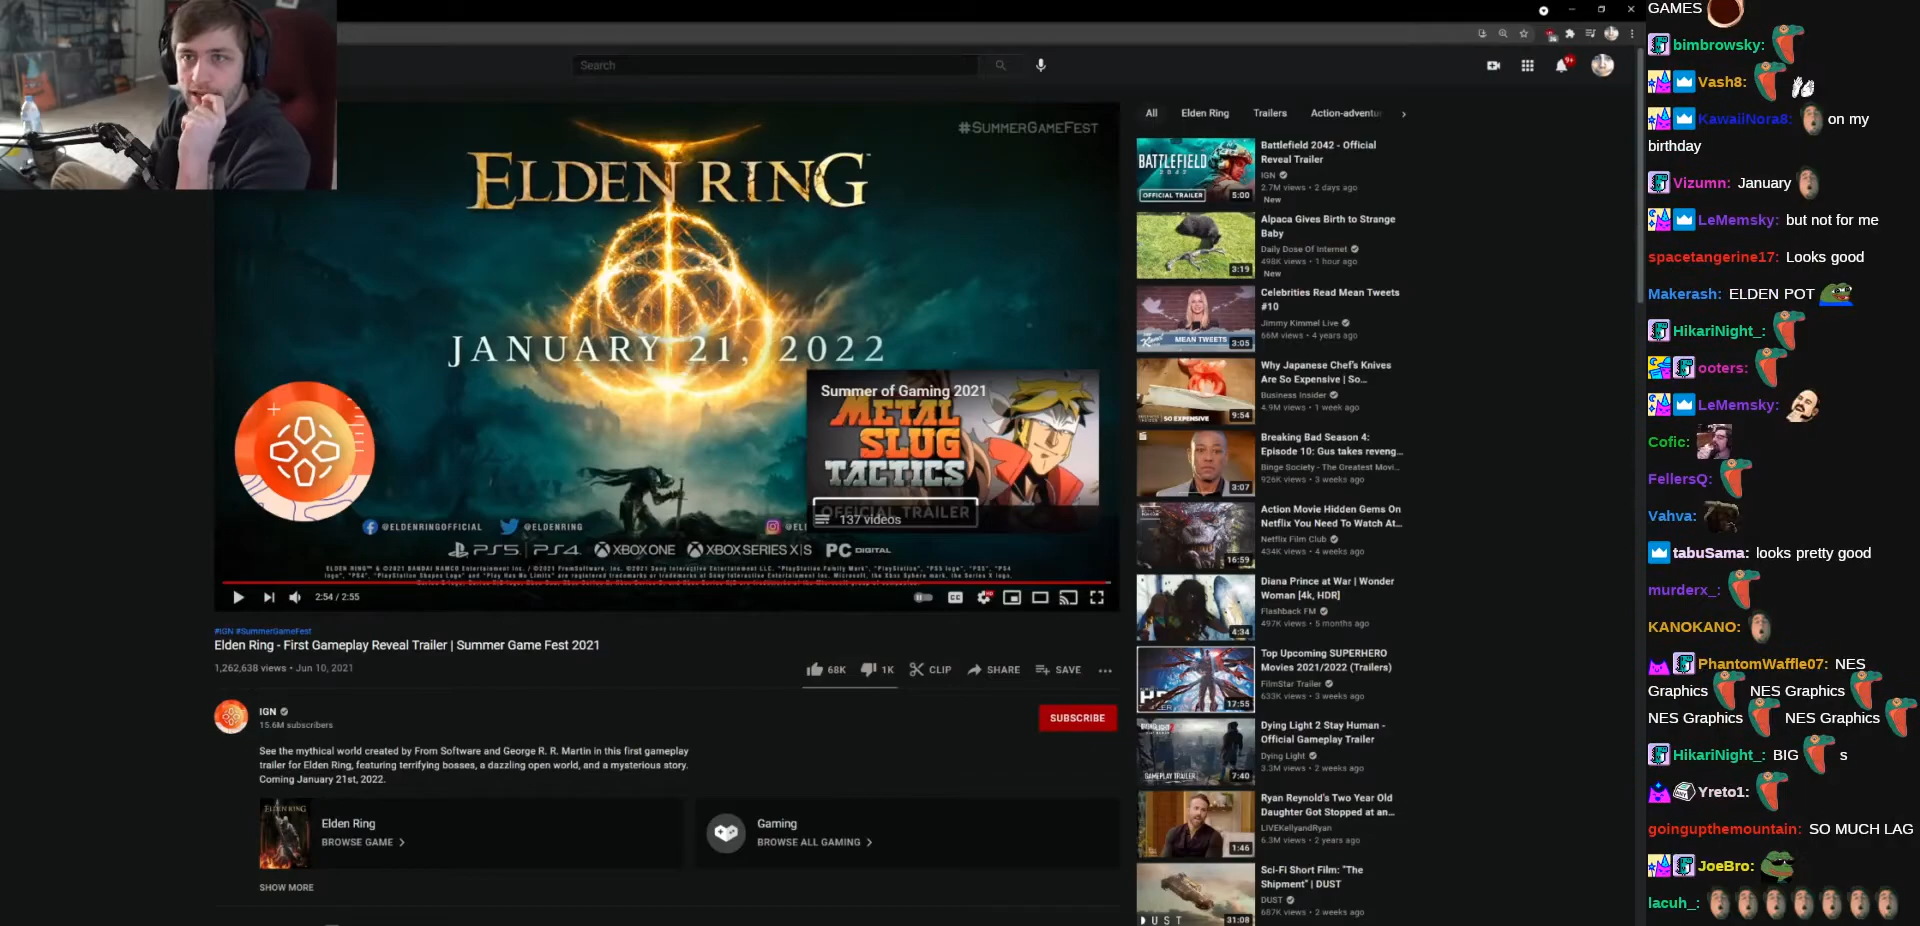 Search
#SUMMERGAMEFEST
ELDEN RING
JANUARY 21, 2022
Summer of Gaming 2021
METAL
SLUG
TACTICS
OFFICIAL TRAILER
137 videos
@ELDENRINGOFFICIAL
@ELDENRING
PS5 PS4 XBOX ONE XBOX SERIES X|S PC DIGITAL
2:54 / 2:55
#IGN #SummerGameFest
Elden Ring - First Gameplay Reveal Trailer | Summer Game Fest 2021
1,262,638 views • Jun 10, 2021
68K
1K
CLIP
SHARE
SAVE
IGN
15.6M subscribers
SUBSCRIBE
See the mythical world created by From Software and George R. R. Martin in this first gameplay
trailer for Elden Ring, featuring terrifying bosses, a dazzling open world, and a mysterious story.
Coming January 21st, 2022.
Elden Ring
BROWSE GAME
Gaming
BROWSE ALL GAMING
SHOW MORE
All Elden Ring Trailers Action-adventu
BATTLEFIELD
2042
OFFICIAL TRAILER
5:00
Battlefield 2042 - Official
Reveal Trailer
IGN
2.7M views • 2 days ago
New
3:19
Alpaca Gives Birth to Strange
Baby
Daily Dose Of Internet
498K views • 1 hour ago
New
MEAN TWEETS
3:05
Celebrities Read Mean Tweets
#10
Jimmy Kimmel Live
66M views • 4 years ago
SO EXPENSIVE
9:54
Why Japanese Chef's Knives
Are So Expensive | So...
Business Insider
4.9M views • 1 week ago
3:07
Breaking Bad Season 4:
Episode 10: Gus takes reveng...
Binge Society - The Greatest Movi...
926K views • 3 weeks ago
16:59
Action Movie Hidden Gems On
Netflix You Need To Watch At...
Netflix Film Club
434K views • 4 weeks ago
4:34
Diana Prince at War | Wonder
Woman [4k, HDR]
Flashback FM
497K views • 5 months ago
17:55
Top Upcoming SUPERHERO
Movies 2021/2022 (Trailers)
FilmStar Trailer
633K views • 3 weeks ago
GAMEPLAY TRAILER
7:40
Dying Light 2 Stay Human -
Official Gameplay Trailer
Dying Light
3.3M views • 2 weeks ago
1:46
Ryan Reynold's Two Year Old
Daughter Got Stopped at an...
LIVEKellyandRyan
6.3M views • 2 years ago
DUST
31:08
Sci-Fi Short Film: "The
Shipment" | DUST
DUST
687K views • 2 weeks ago
GAMES
bimbrowsky:
Vash8:
KawaiiNora8: on my
birthday
Vizumn: January
LeMemsky: but not for me
spacetangerine17: Looks good
Makerash: ELDEN POT
HikariNight_:
ooters:
LeMemsky:
Cofic:
FellersQ:
Vahva:
tabuSama: looks pretty good
murderx_:
KANOKANO:
PhantomWaffle07: NES
Graphics NES Graphics
NES Graphics NES Graphics
HikariNight_: BIG s
Yreto1:
goingupthemountain: SO MUCH LAG
JoeBro:
lacuh_: